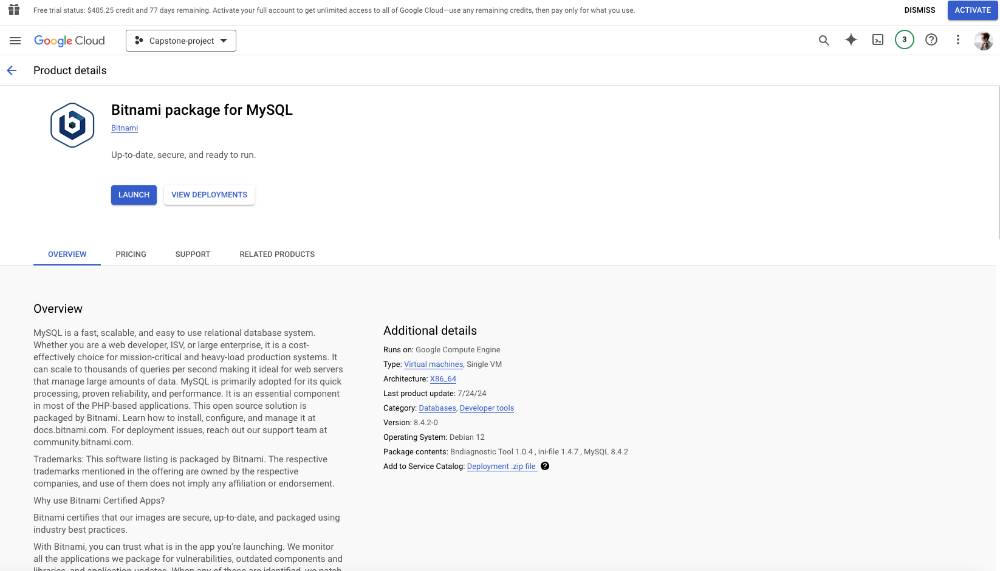 Free trial status: $405.25 credit and 77 days remaining. Activate your full account to get unlimited access to all of Google Cloud—use any remaining credits, then pay only for what you use.
DISMISS
ACTIVATE
Google Cloud
Capstone-project
3
Product details
Bitnami package for MySQL
Bitnami
Up-to-date, secure, and ready to run.
LAUNCH
VIEW DEPLOYMENTS
OVERVIEW
PRICING
SUPPORT
RELATED PRODUCTS
Overview
MySQL is a fast, scalable, and easy to use relational database system.
Whether you are a web developer, ISV, or large enterprise, it is a cost-
effectively choice for mission-critical and heavy-load production systems. It
can scale to thousands of queries per second making it ideal for web servers
that manage large amounts of data. MySQL is primarily adopted for its quick
processing, proven reliability, and performance. It is an essential component
in most of the PHP-based applications. This open source solution is
packaged by Bitnami. Learn how to install, configure, and manage it at
docs.bitnami.com. For deployment issues, reach out our support team at
community.bitnami.com.
Trademarks: This software listing is packaged by Bitnami. The respective
trademarks mentioned in the offering are owned by the respective
companies, and use of them does not imply any affiliation or endorsement.
Why use Bitnami Certified Apps?
Bitnami certifies that our images are secure, up-to-date, and packaged using
industry best practices.
With Bitnami, you can trust what is in the app you're launching. We monitor
all the applications we package for vulnerabilities, outdated components and
libraries, and application updates. When any of these are identified, we patch
Additional details
Runs on: Google Compute Engine
Type: Virtual machines, Single VM
Architecture: X86_64
Last product update: 7/24/24
Category: Databases, Developer tools
Version: 8.4.2-0
Operating System: Debian 12
Package contents: Bndiagnostic Tool 1.0.4 , ini-file 1.4.7 , MySQL 8.4.2
Add to Service Catalog: Deployment .zip file